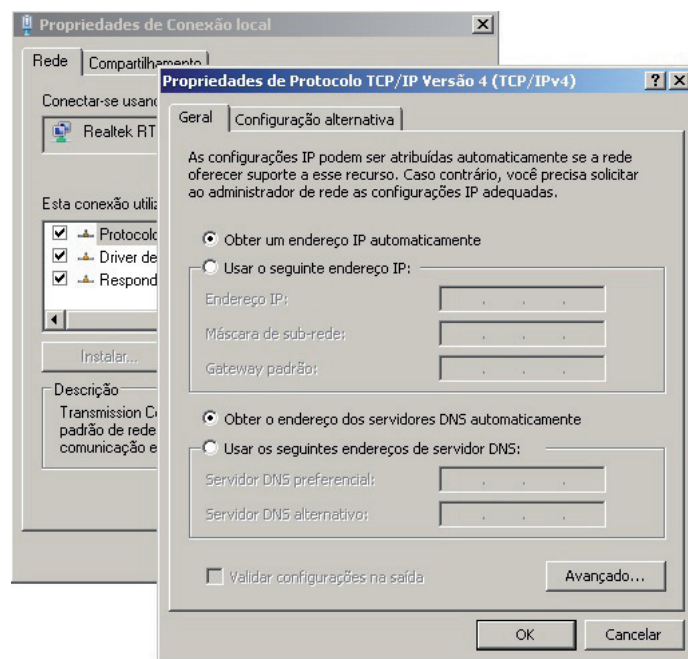 Propriedades de Conexão local
Rede
Compartilhamento
Conectar-se usando
Realtek RT
Esta conexão utiliz
Protocolo
Driver de
Respond
Instalar...
Descrição
Transmission Co
padrão de rede
comunicação e
Propriedades de Protocolo TCP/IP Versão 4 (TCP/IPv4)
Geral
Configuração alternativa
As configurações IP podem ser atribuídas automaticamente se a rede
oferecer suporte a esse recurso. Caso contrário, você precisa solicitar
ao administrador de rede as configurações IP adequadas.
Obter um endereço IP automaticamente
Usar o seguinte endereço IP:
Endereço IP:
Máscara de sub-rede:
Gateway padrão:
Obter o endereço dos servidores DNS automaticamente
Usar os seguintes endereços de servidor DNS:
Servidor DNS preferencial:
Servidor DNS alternativo:
Validar configurações na saída
Avançado...
OK
Cancelar